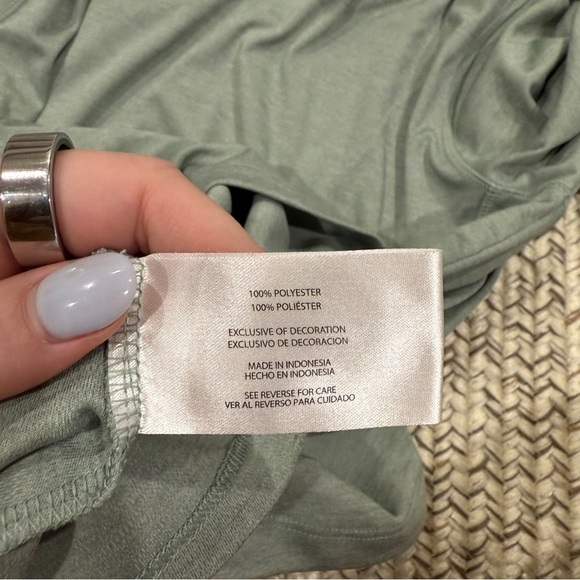 100% POLYESTER
100% POLIÉSTER
EXCLUSIVE OF DECORATION
EXCLUSIVO DE DECORACION
MADE IN INDONESIA
HECHO EN INDONESIA
SEE REVERSE FOR CARE
VER AL REVERSO PARA CUIDADO